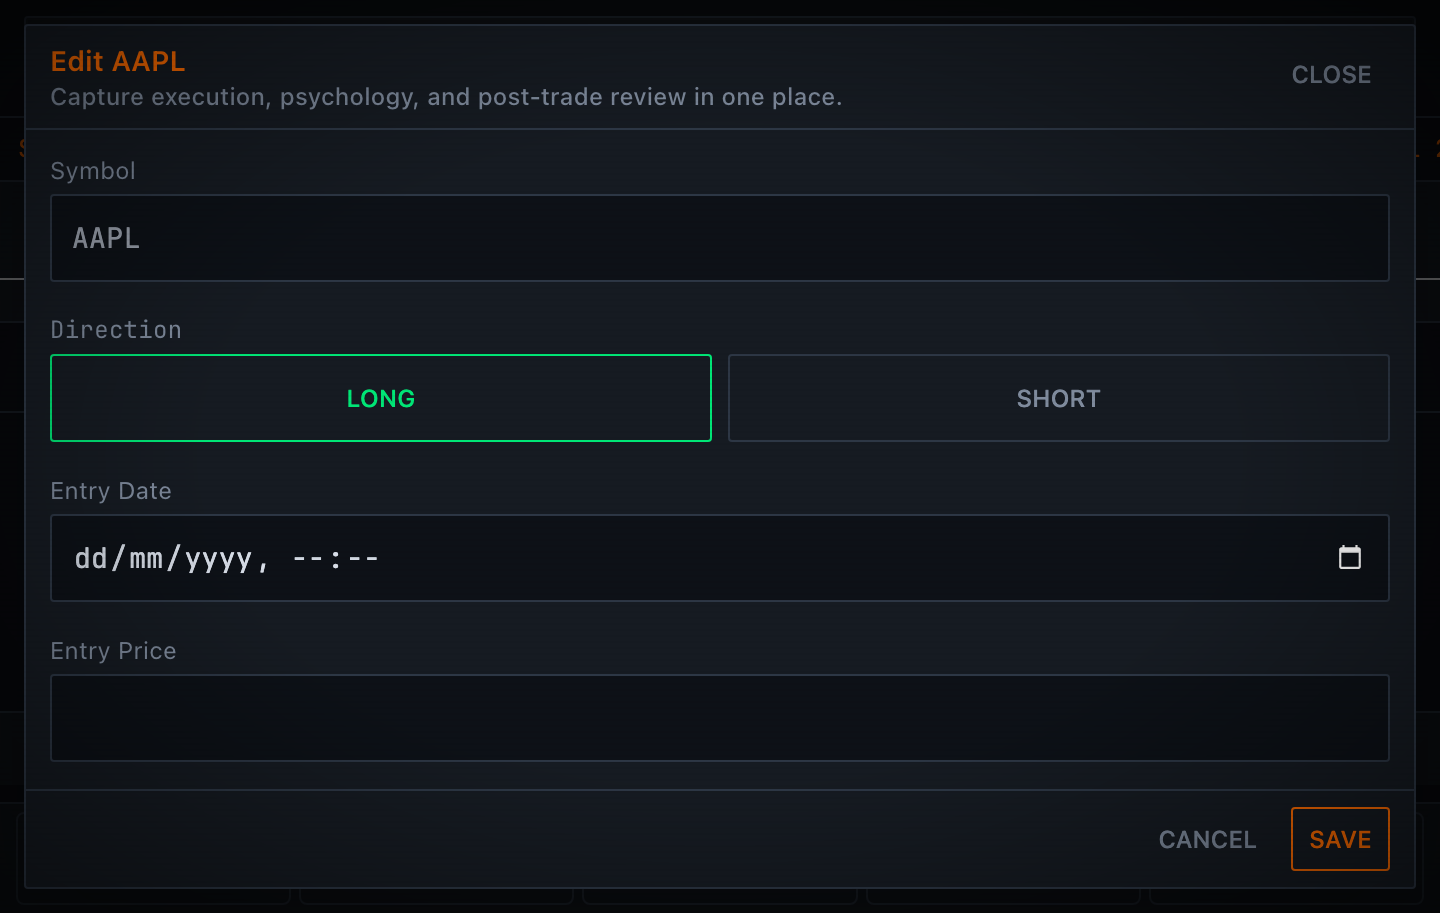 Edit AAPL
CLOSE
Capture execution, psychology, and post-trade review in one place.
Symbol
AAPL
Direction
LONG
SHORT
Entry Date
dd/mm/yyyy, --:--
Entry Price
CANCEL
SAVE